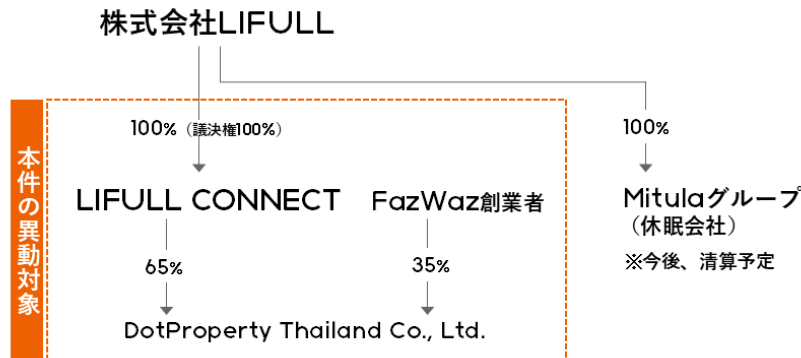 株式会社LIFULL
本件の異動対象
100%（議決権100%）
100%
LIFULL CONNECT
FazWaz創業者
Mitulaグループ
（休眠会社）
※今後、清算予定
65%
35%
DotProperty Thailand Co., Ltd.